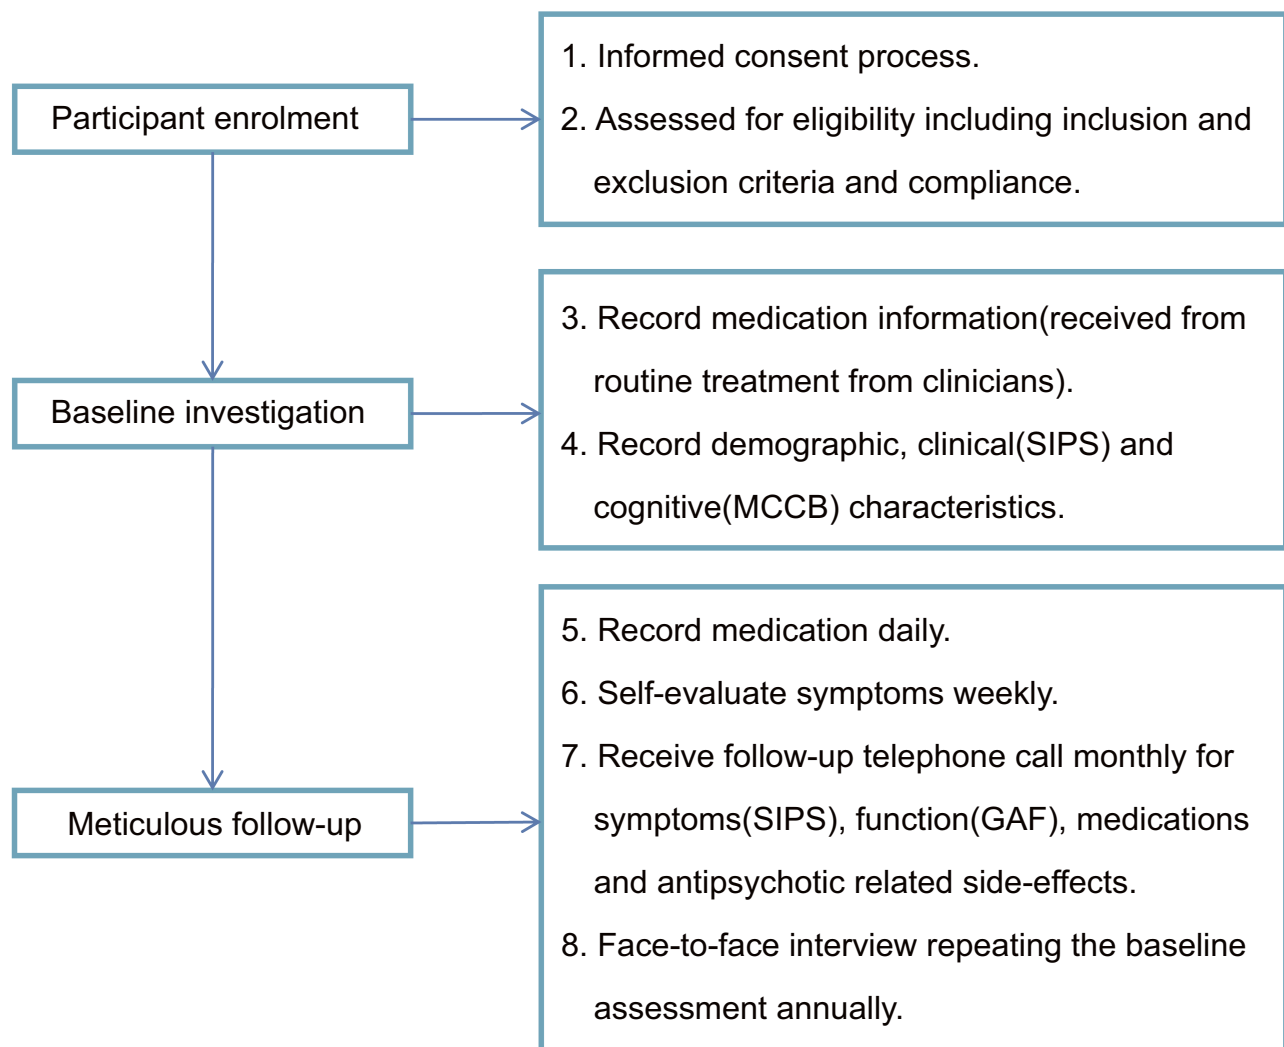 Participant enrolment
1. Informed consent process.
2. Assessed for eligibility including inclusion and
exclusion criteria and compliance.
Baseline investigation
3. Record medication information(received from
routine treatment from clinicians).
4. Record demographic, clinical(SIPS) and
cognitive(MCCB) characteristics.
Meticulous follow-up
5. Record medication daily.
6. Self-evaluate symptoms weekly.
7. Receive follow-up telephone call monthly for
symptoms(SIPS), function(GAF), medications
and antipsychotic related side-effects.
8. Face-to-face interview repeating the baseline
assessment annually.